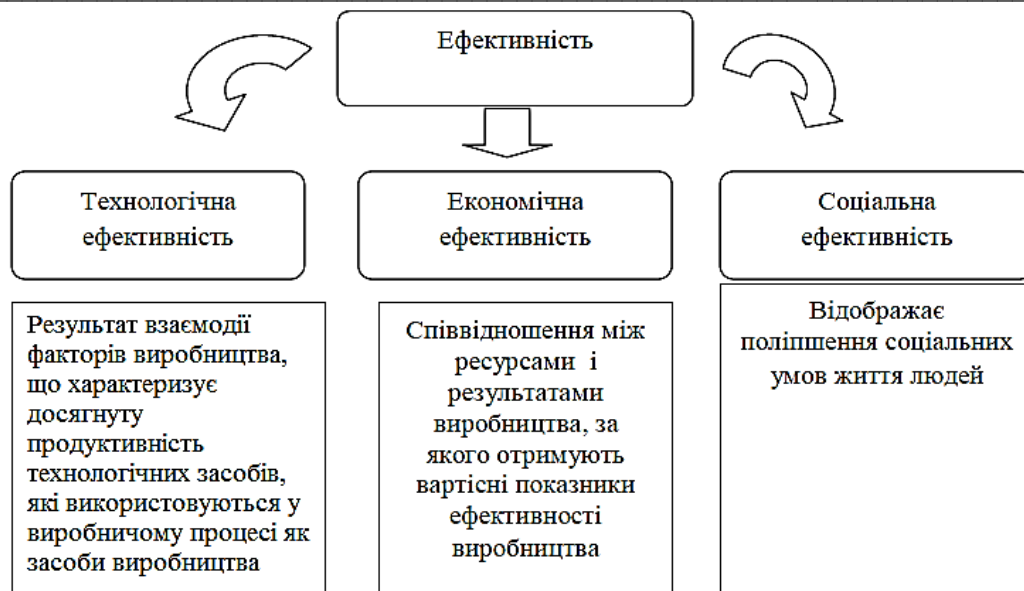 Ефективність
Технологічна
ефективність
Економічна
ефективність
Соціальна
ефективність
Результат взаємодії
факторів виробництва,
що характеризує
досягнуту
продуктивність
технологічних засобів,
які використовуються у
виробничому процесі як
засоби виробництва
Співвідношення між
ресурсами і
результатами
виробництва, за
якого отримують
вартісні показники
ефективності
виробництва
Відображає
поліпшення соціальних
умов життя людей